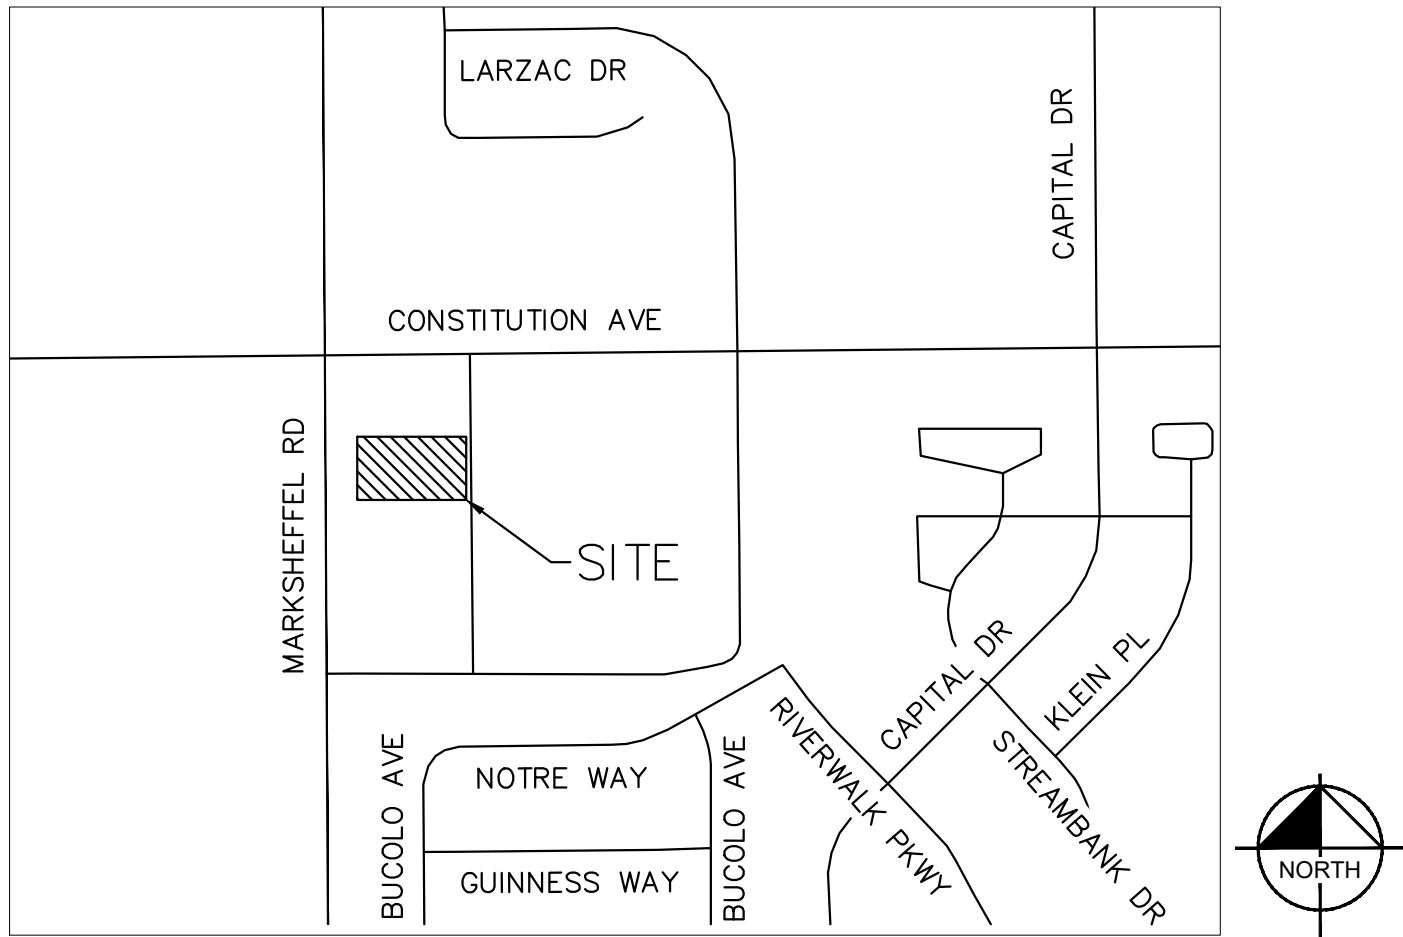 LARZAC DR
CAPITAL DR
CONSTITUTION AVE
MARKSHEFFEL RD
SITE
CAPITAL DR
KLEIN PL
RIVERWALK PKWY
STREAMBANK DR
BUCOLO AVE
NOTRE WAY
BUCOLO AVE
GUINNESS WAY
NORTH